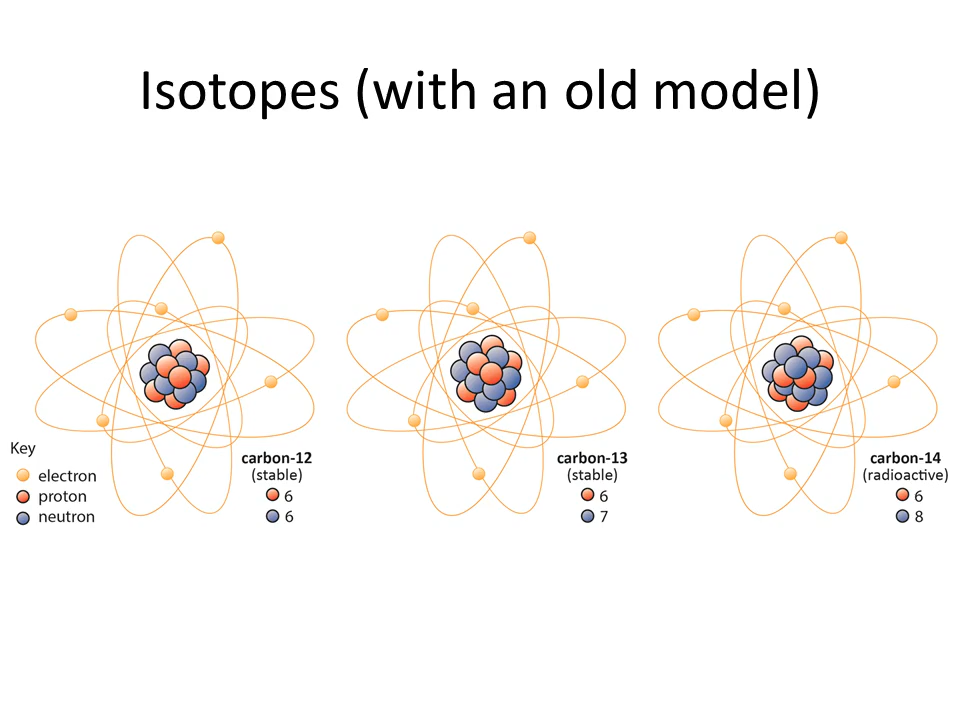 Isotopes (with an old model)
Key
electron
proton
neutron
carbon-12
(stable)
6
6
carbon-13
(stable)
6
7
carbon-14
(radioactive)
6
8